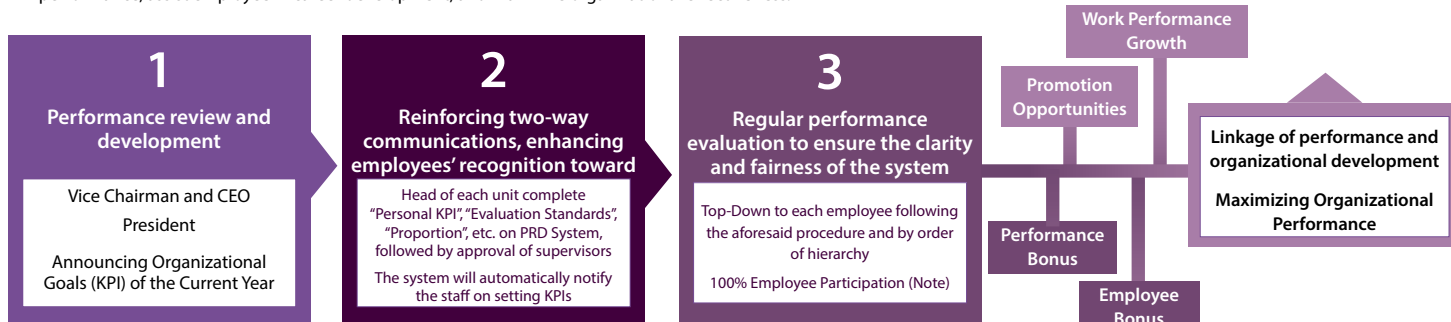 1
Performance review and
development
Vice Chairman and CEO
President
Announcing Organizational
Goals (KPI) of the Current Year
2
Reinforcing two-way
communications, enhancing
employees’ recognition toward
Head of each unit complete
“Personal KPI”, “Evaluation Standards”,
“Proportion”, etc. on PRD System,
followed by approval of supervisors
The system will automatically notify
the staff on setting KPIs
3
Regular performance
evaluation to ensure the clarity
and fairness of the system
Top-Down to each employee following
the aforesaid procedure and by order
of hierarchy
100% Employee Participation (Note)
Work Performance
Growth
Promotion
Opportunities
Performance
Bonus
Employee
Bonus
Linkage of performance and
organizational development
Maximizing Organizational
Performance